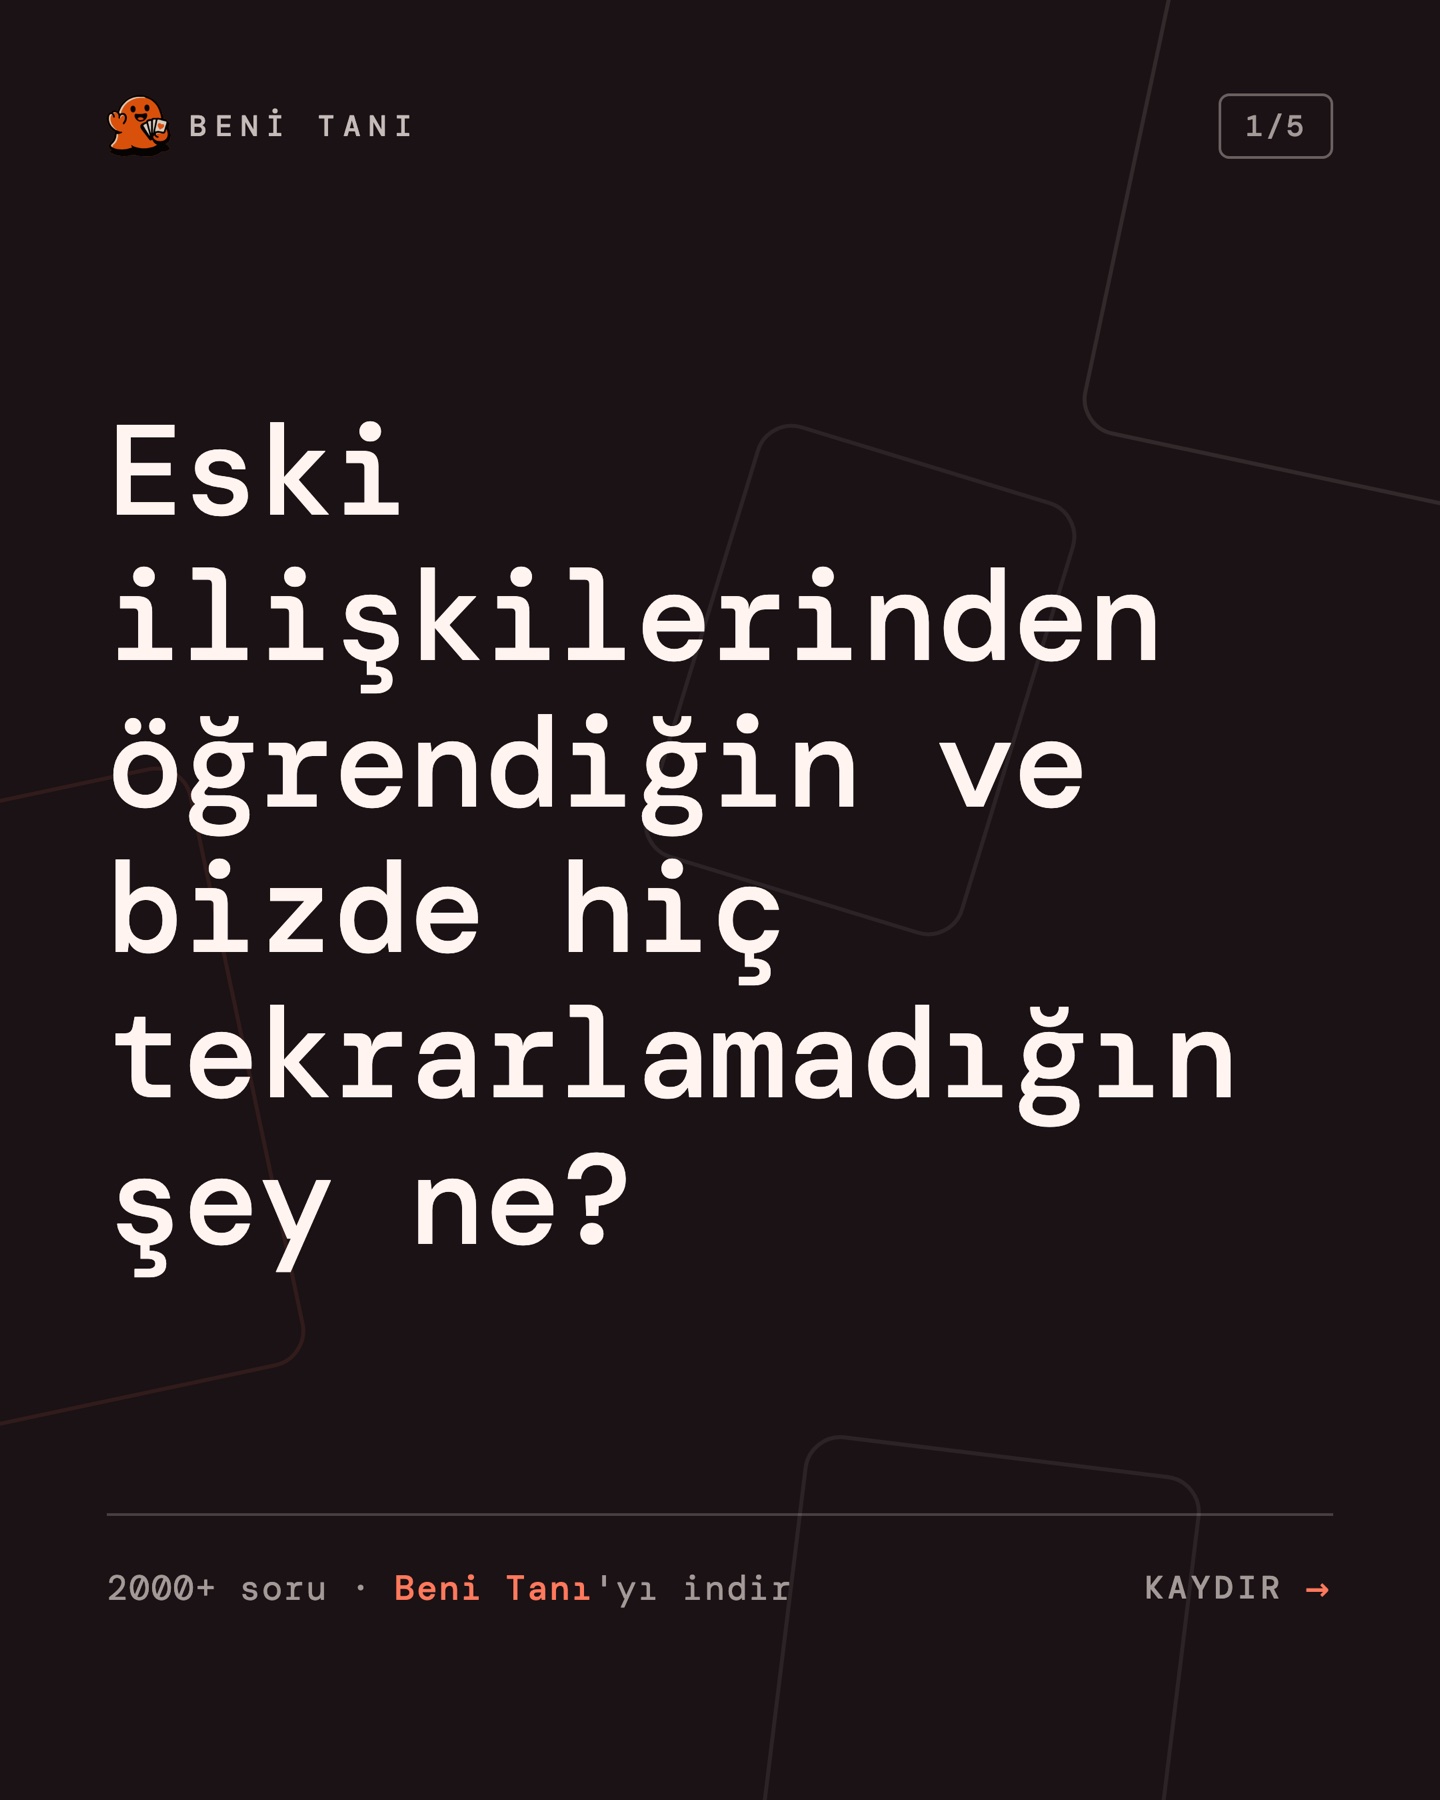 BENİ TANI
1/5
Eski
ilişkilerinden
öğrendiğin ve
bizde hiç
tekrarlamadığın
şey ne?
2000+ soru · Beni Tanı'yı indir
KAYDIR →